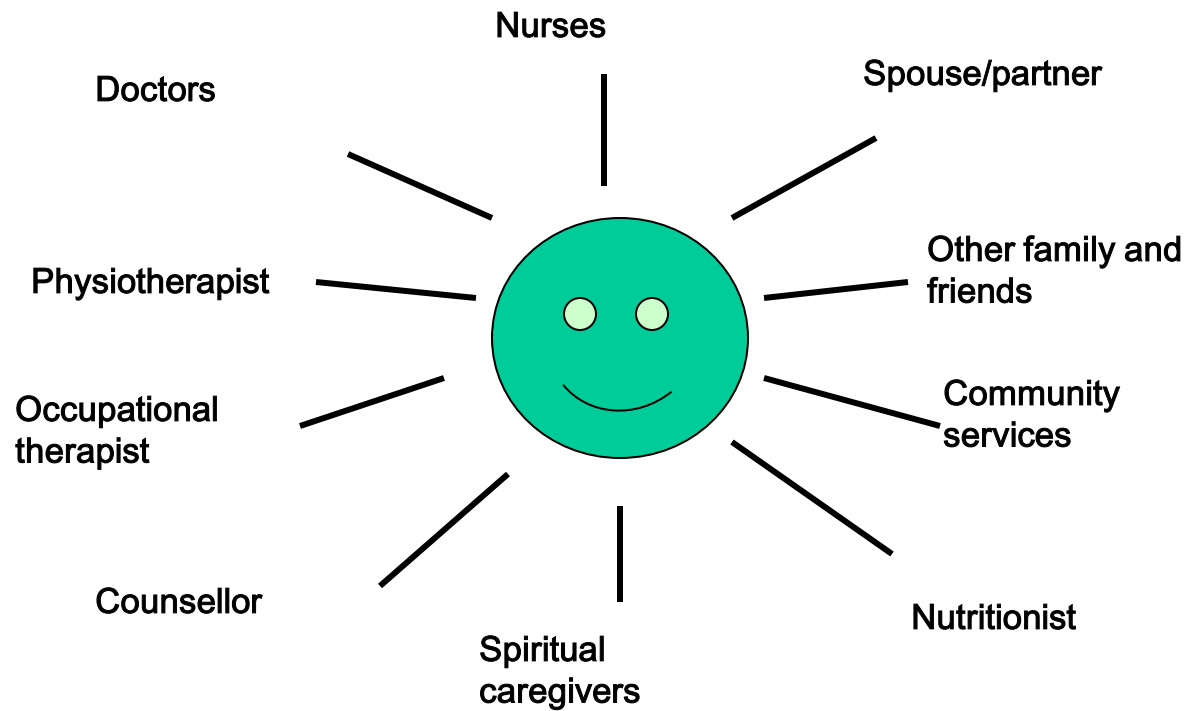 Nurses
Spouse/partner
Doctors
Other family and
friends
Physiotherapist
Community
services
Occupational
therapist
Counsellor
Nutritionist
Spiritual
caregivers